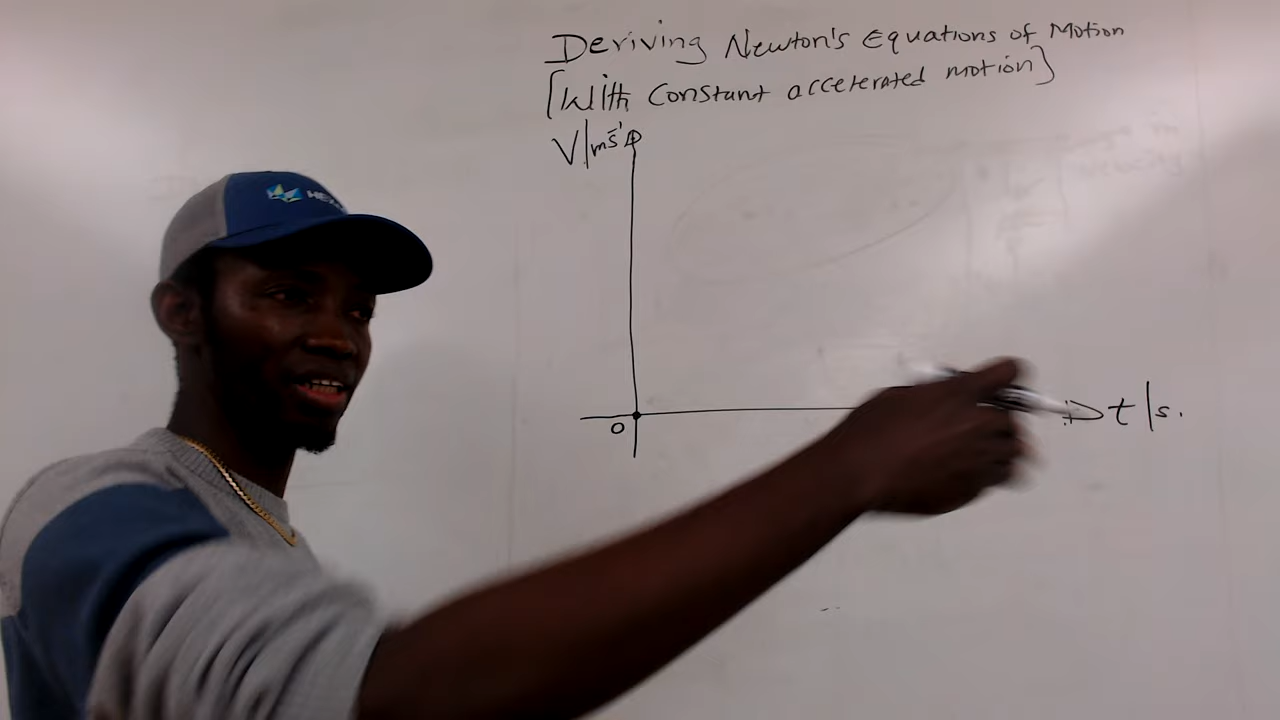 Deriving Newton's Equations of Motion
[With Constant accelerated motion]
V/ms⁻¹
0
t/s.